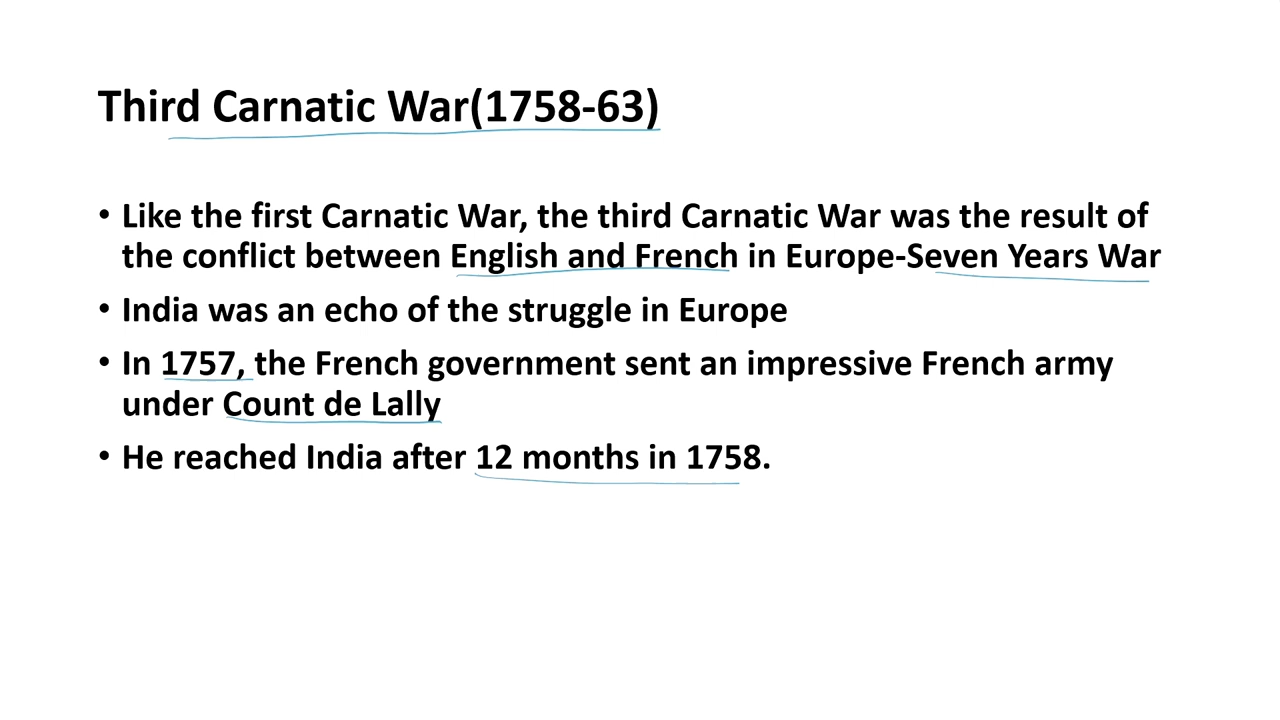 Third Carnatic War(1758-63)
• Like the first Carnatic War, the third Carnatic War was the result of
the conflict between English and French in Europe-Seven Years War
• India was an echo of the struggle in Europe
• In 1757, the French government sent an impressive French army
under Count de Lally
• He reached India after 12 months in 1758.